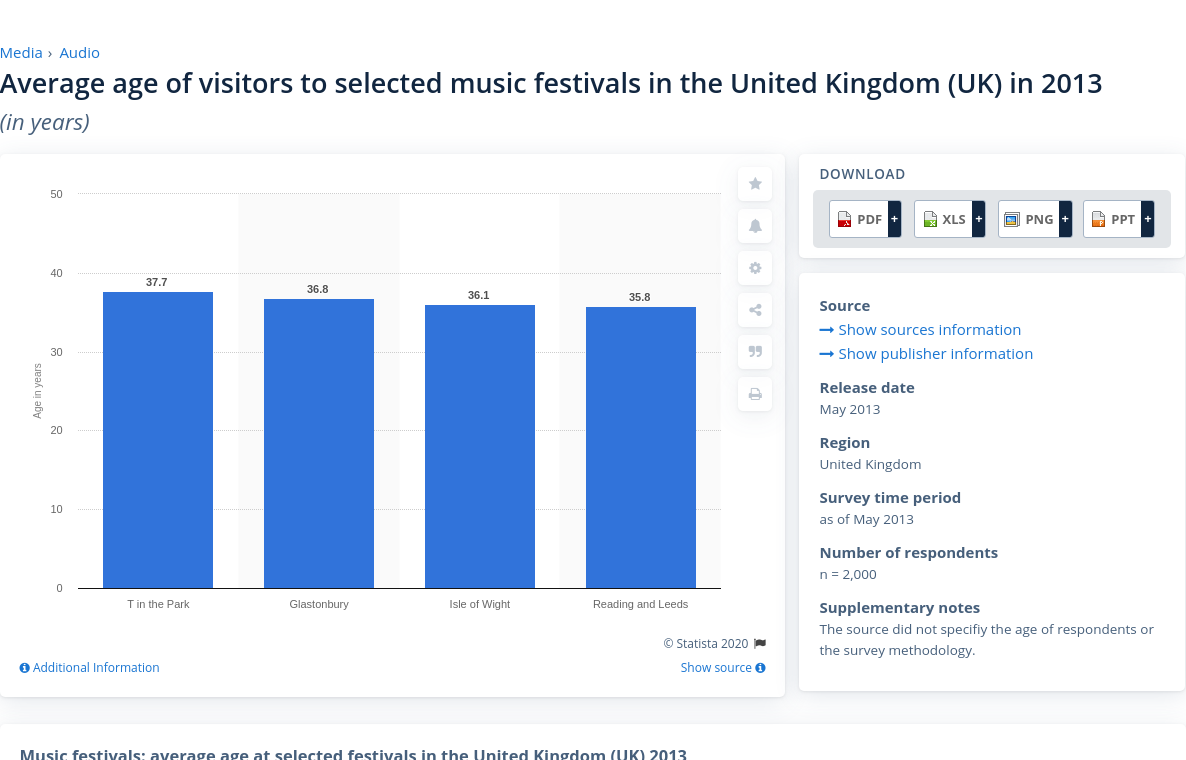 Media › Audio
Average age of visitors to selected music festivals in the United Kingdom (UK) in 2013
(in years)
50
40
30
20
10
0
Age in years
37.7
36.8
36.1
35.8
T in the Park
Glastonbury
Isle of Wight
Reading and Leeds
© Statista 2020
Additional Information
Show source
DOWNLOAD
PDF +
XLS +
PNG +
PPT +
Source
Show sources information
Show publisher information
Release date
May 2013
Region
United Kingdom
Survey time period
as of May 2013
Number of respondents
n = 2,000
Supplementary notes
The source did not specifiy the age of respondents or
the survey methodology.
Music festivals: average age at selected festivals in the United Kingdom (UK) 2013